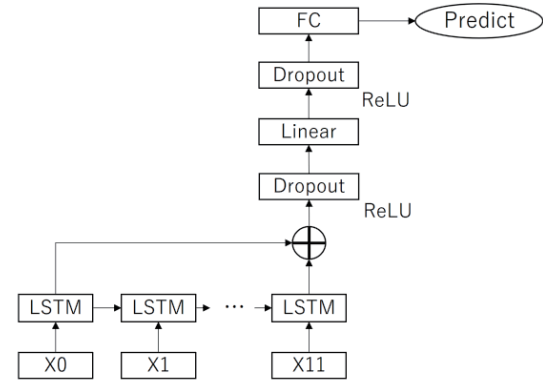 FC
Predict
Dropout
ReLU
Linear
Dropout
ReLU
LSTM
LSTM
...
LSTM
X0
X1
X11